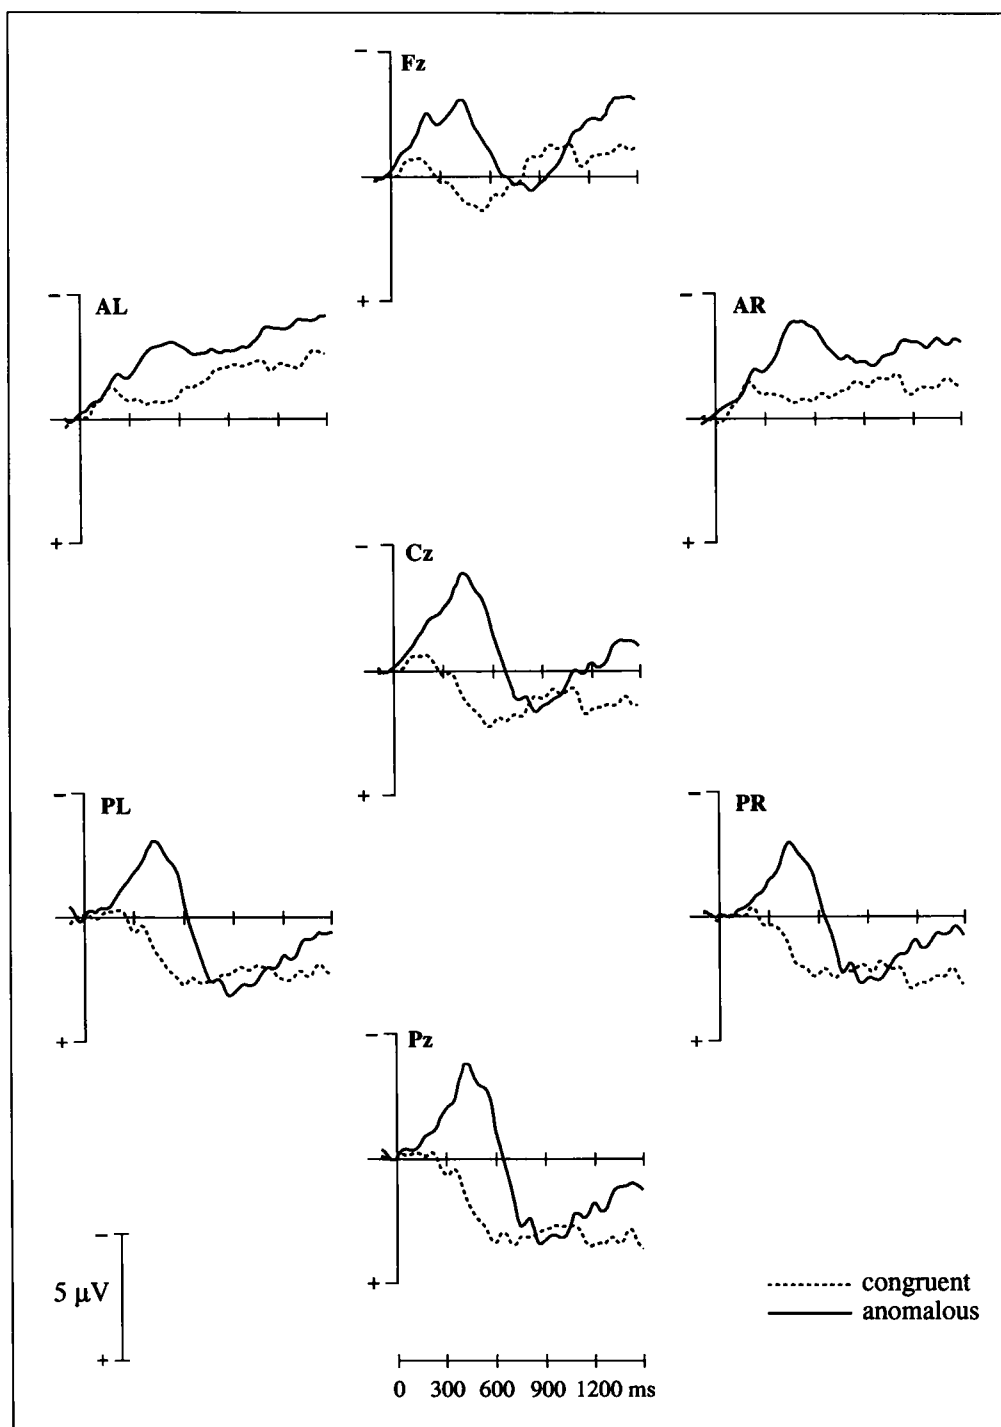 −
Fz
+
−
AL
+
−
AR
+
−
Cz
+
−
PL
+
−
PR
+
−
Pz
+
−
5 µV
+
congruent
anomalous
0 300 600 900 1200 ms